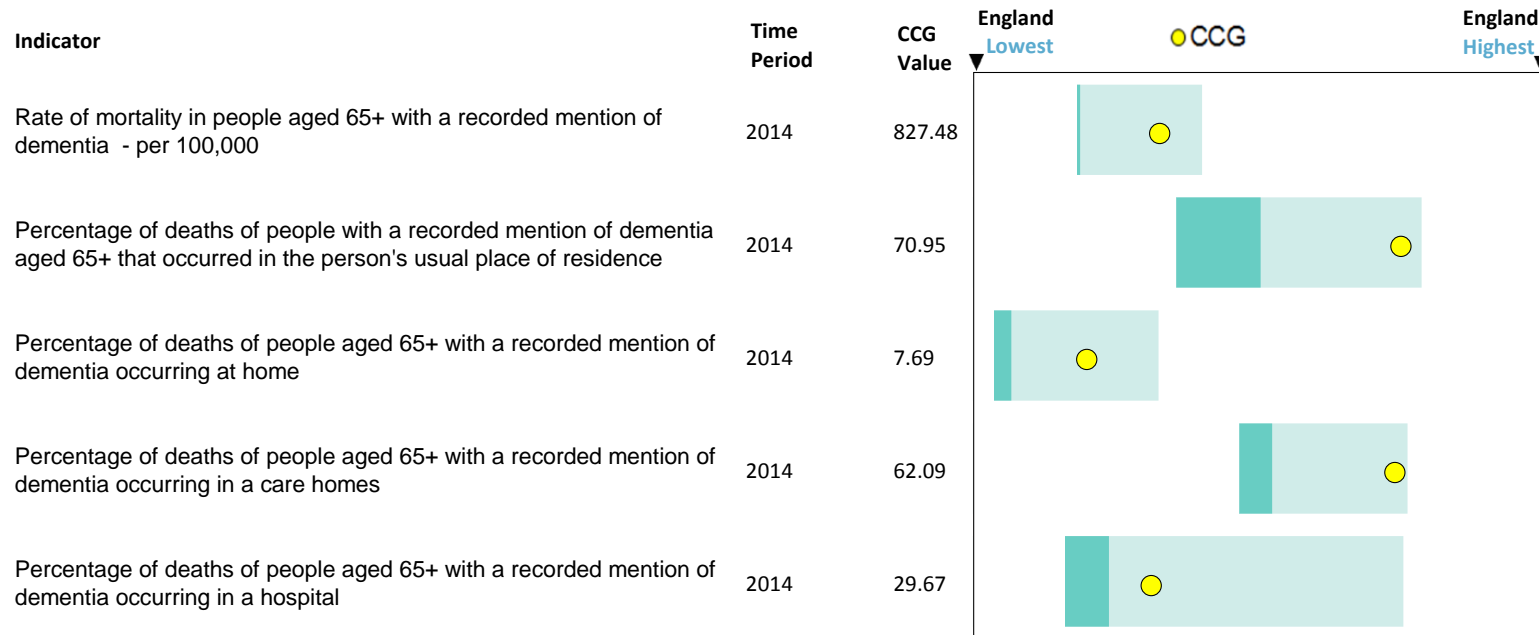 Indicator
Time
Period
CCG
Value
England
Lowest
CCG
England
Highest
Rate of mortality in people aged 65+ with a recorded mention of
dementia - per 100,000
2014
827.48
Percentage of deaths of people with a recorded mention of dementia
aged 65+ that occurred in the person's usual place of residence
2014
70.95
Percentage of deaths of people aged 65+ with a recorded mention of
dementia occurring at home
2014
7.69
Percentage of deaths of people aged 65+ with a recorded mention of
dementia occurring in a care homes
2014
62.09
Percentage of deaths of people aged 65+ with a recorded mention of
dementia occurring in a hospital
2014
29.67